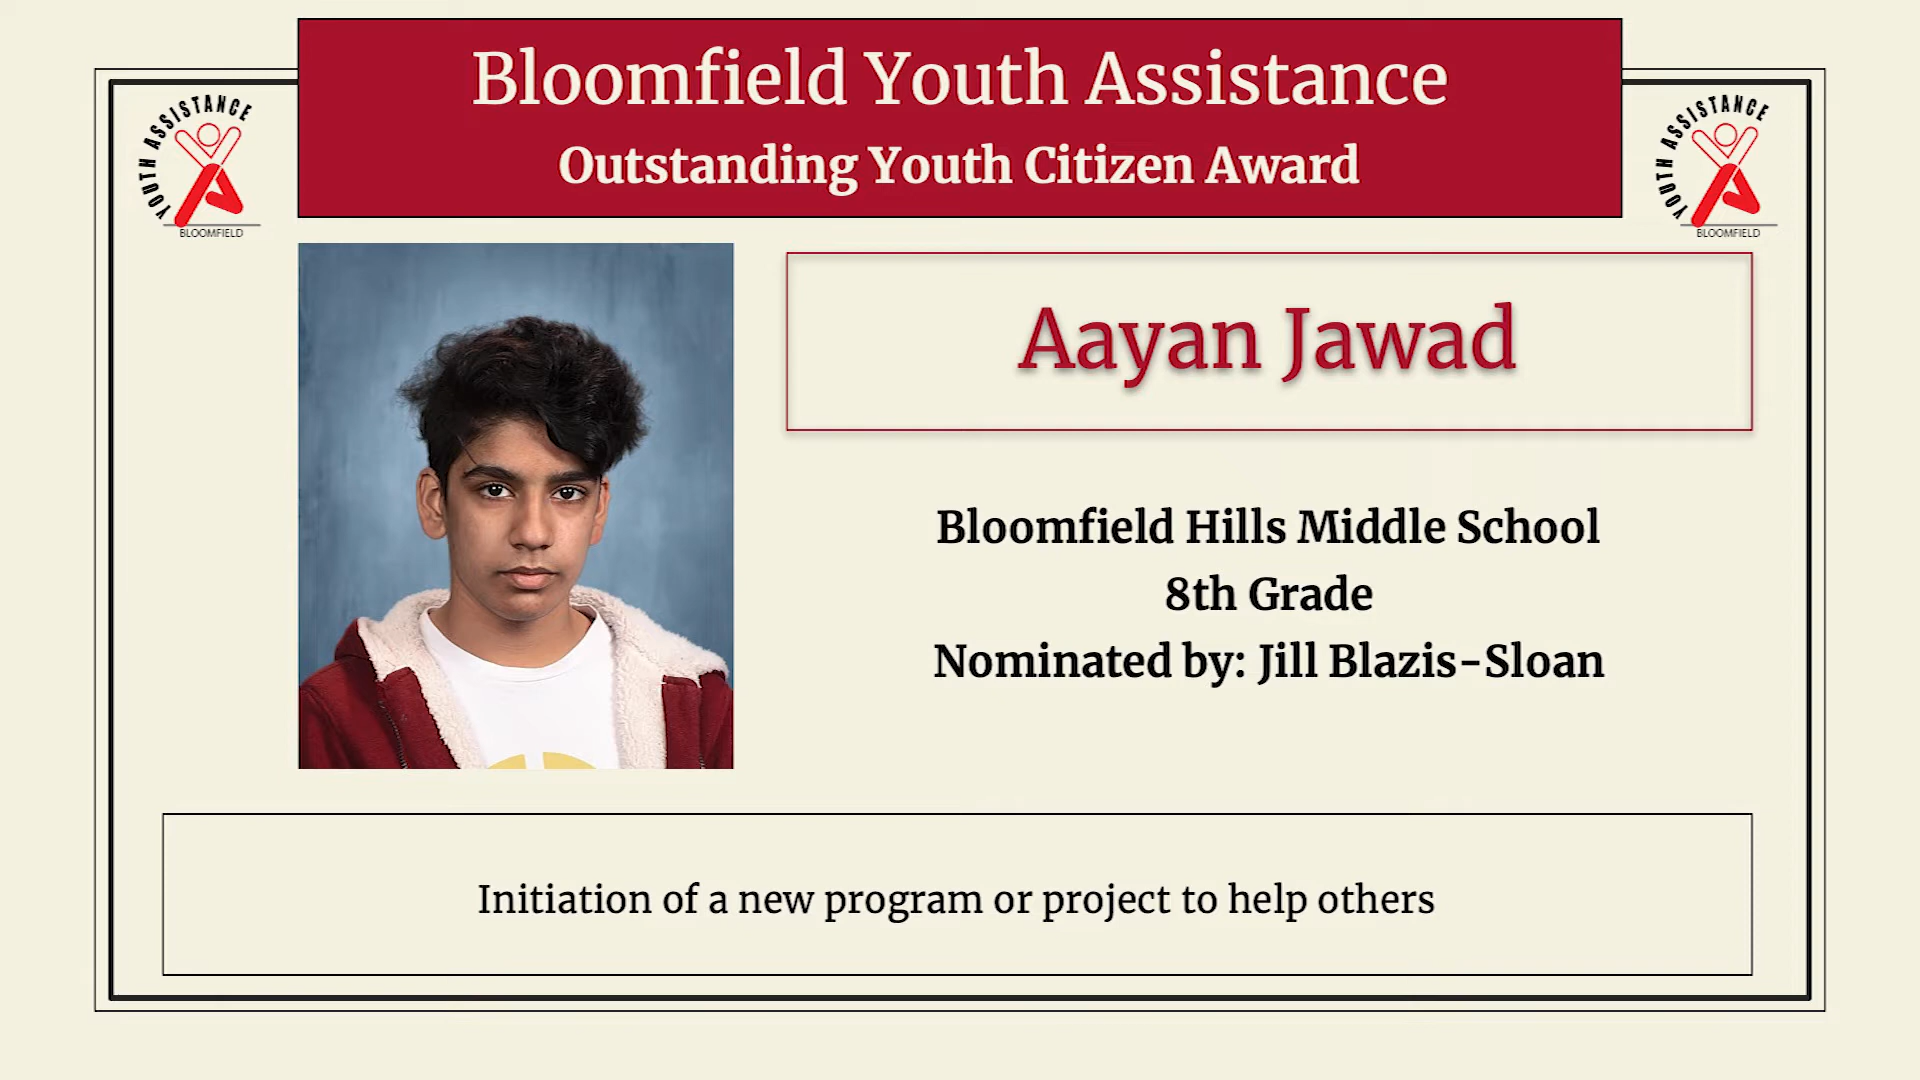 Bloomfield Youth Assistance
Outstanding Youth Citizen Award
YOUTH ASSISTANCE
BLOOMFIELD
YOUTH ASSISTANCE
BLOOMFIELD
Aayan Jawad
Bloomfield Hills Middle School
8th Grade
Nominated by: Jill Blazis-Sloan
Initiation of a new program or project to help others